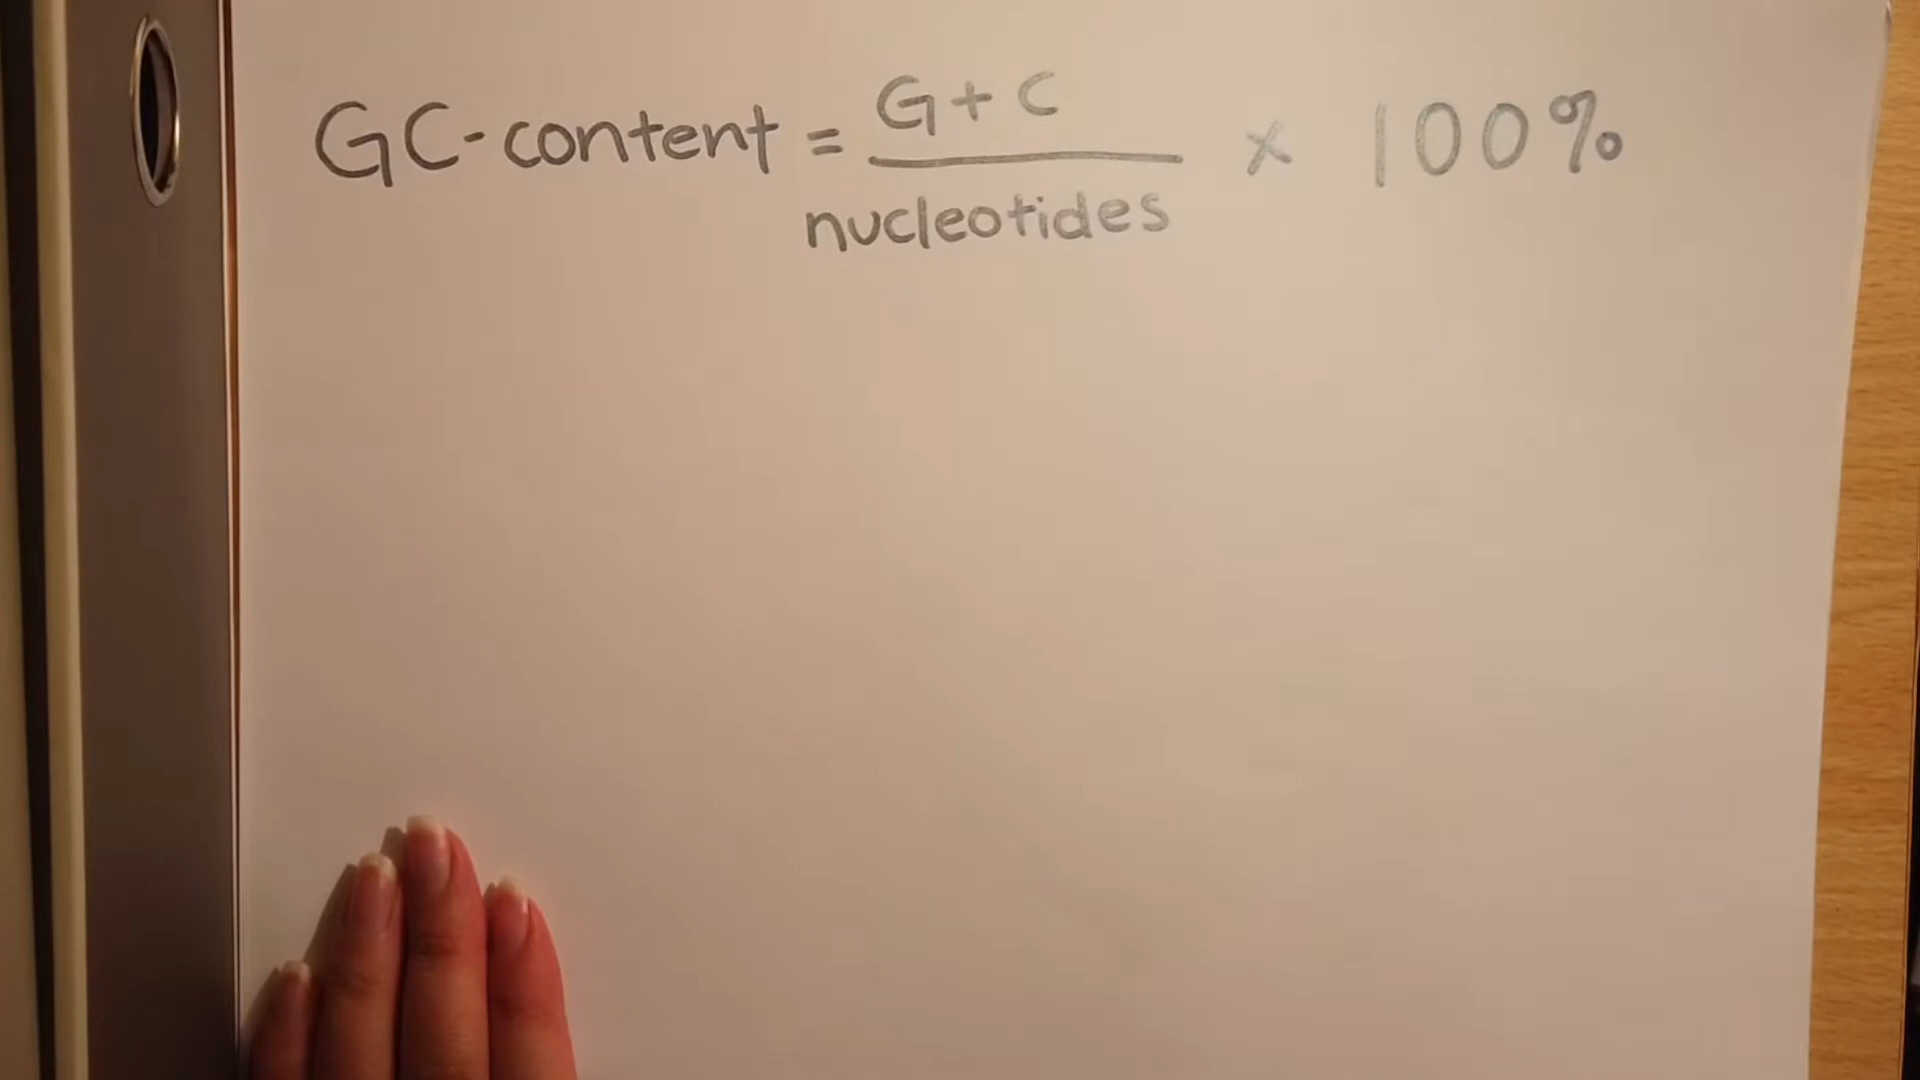 GC-content = G + C x 100%
nucleotides